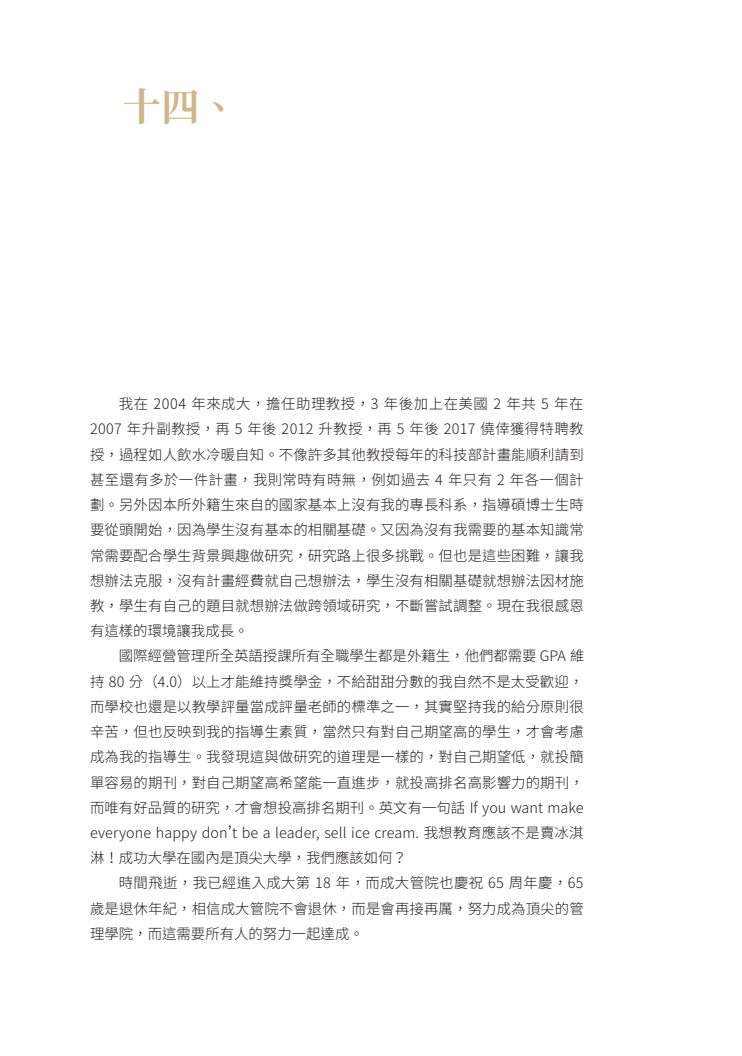 十四、
我在 2004 年來成大，擔任助理教授，3 年後加上在美國 2 年共 5 年在
2007 年升副教授，再 5 年後 2012 升教授，再 5 年後 2017 僥倖獲得特聘教
授，過程如人飲水冷暖自知。不像許多其他教授每年的科技部計畫能順利請到
甚至還有多於一件計畫，我則常時有時無，例如過去 4 年只有 2 年各一個計
劃。另外因本所外籍生來自的國家基本上沒有我的專長科系，指導碩博士生時
要從頭開始，因為學生沒有基本的相關基礎。又因為沒有我需要的基本知識常
常需要配合學生背景興趣做研究，研究路上很多挑戰。但也是這些困難，讓我
想辦法克服，沒有計畫經費就自己想辦法，學生沒有相關基礎就想辦法因材施
教，學生有自己的題目就想辦法做跨領域研究，不斷嘗試調整。現在我很感恩
有這樣的環境讓我成長。
國際經營管理所全英語授課所有全職學生都是外籍生，他們都需要 GPA 維
持 80 分（4.0）以上才能維持獎學金，不給甜甜分數的我自然不是太受歡迎，
而學校也還是以教學評量當成評量老師的標準之一，其實堅持我的給分原則很
辛苦，但也反映到我的指導生素質，當然只有對自己期望高的學生，才會考慮
成為我的指導生。我發現這與做研究的道理是一樣的，對自己期望低，就投簡
單容易的期刊，對自己期望高希望能一直進步，就投高排名高影響力的期刊，
而唯有好品質的研究，才會想投高排名期刊。英文有一句話 If you want make
everyone happy don’t be a leader, sell ice cream. 我想教育應該不是賣冰淇
淋！成功大學在國內是頂尖大學，我們應該如何？
時間飛逝，我已經進入成大第 18 年，而成大管院也慶祝 65 周年慶，65
歲是退休年紀，相信成大管院不會退休，而是會再接再厲，努力成為頂尖的管
理學院，而這需要所有人的努力一起達成。